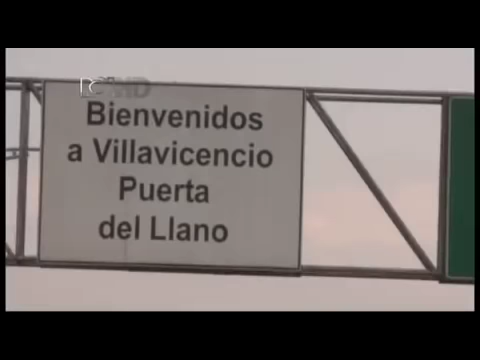 Bienvenidos
a Villavicencio
Puerta
del Llano